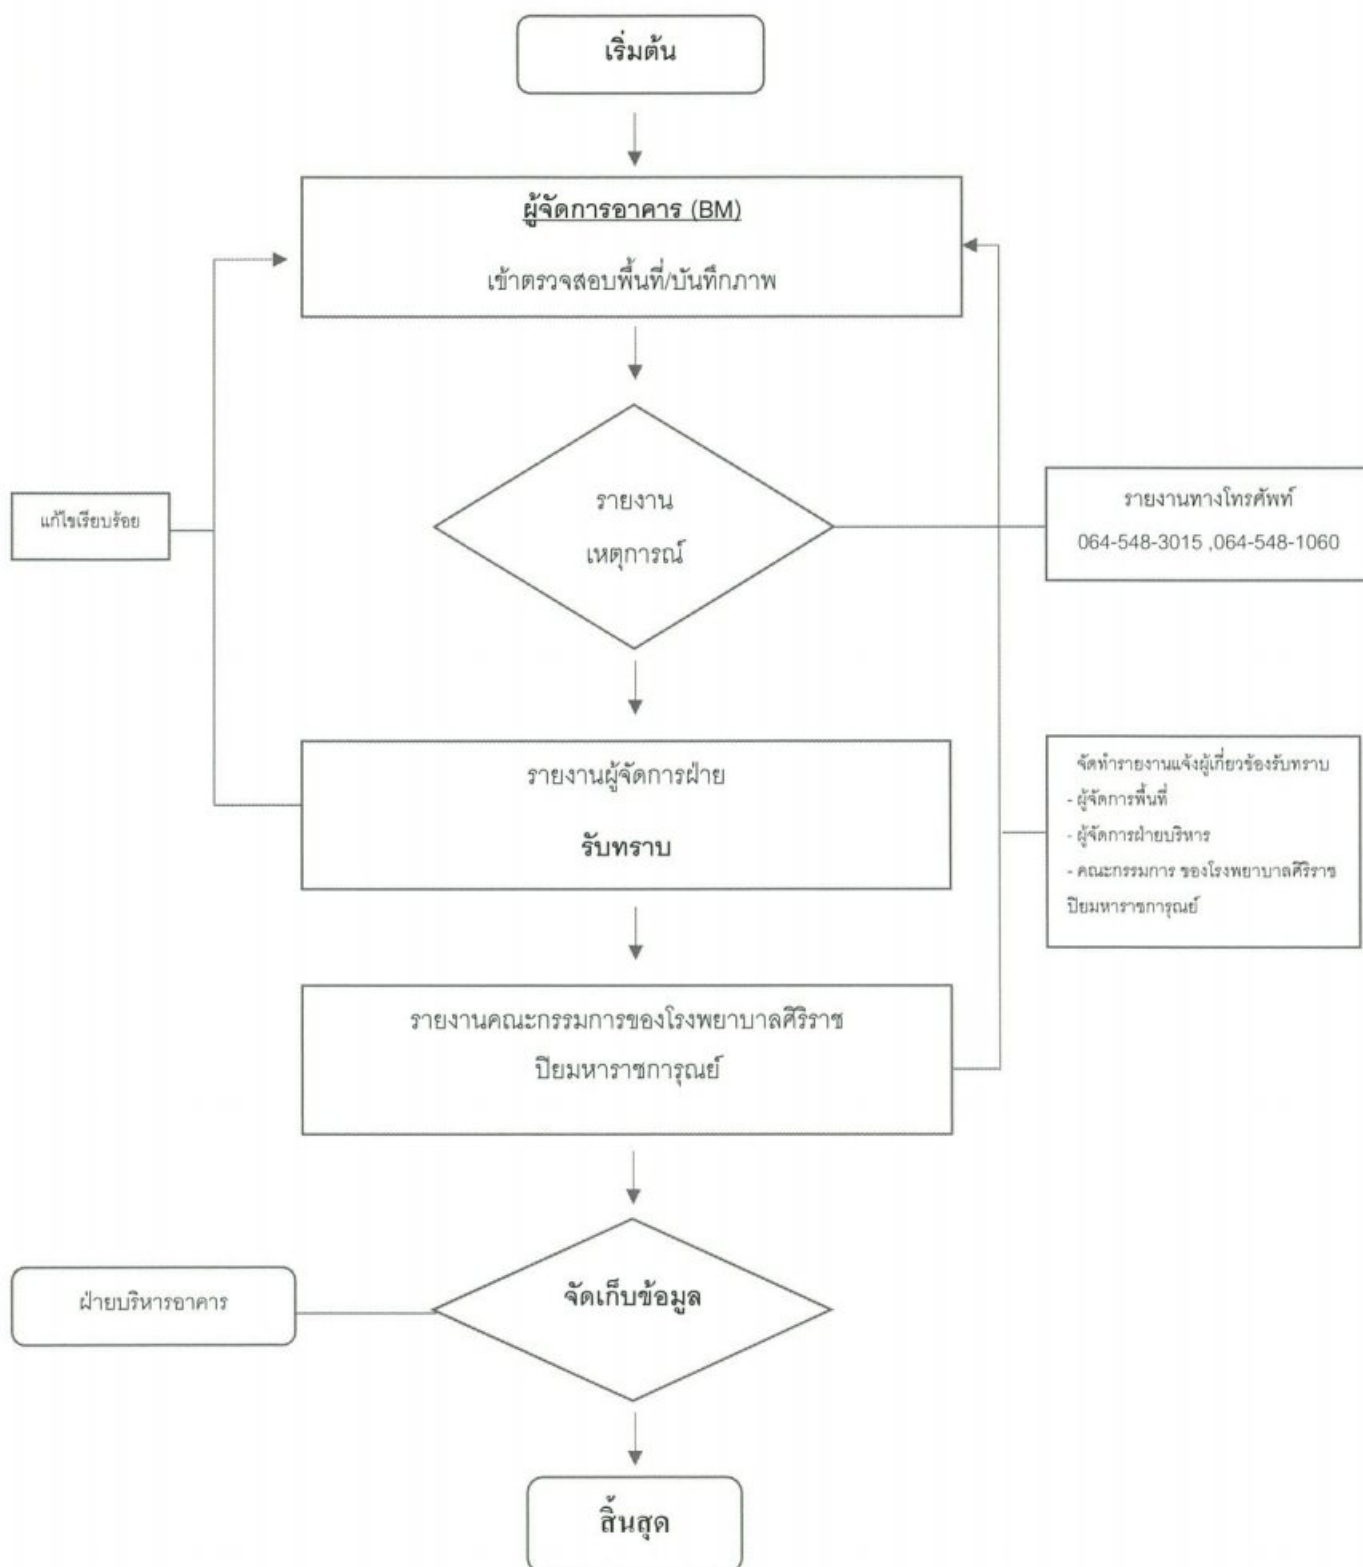 เริ่มต้น
ผู้จัดการอาคาร (BM)
เข้าตรวจสอบพื้นที่/บันทึกภาพ
แก้ไขเรียบร้อย
รายงาน
เหตุการณ์
รายงานทางโทรศัพท์
064-548-3015 ,064-548-1060
รายงานผู้จัดการฝ่าย
รับทราบ
จัดทำรายงานแจ้งผู้เกี่ยวข้องรับทราบ
- ผู้จัดการพื้นที่
- ผู้จัดการฝ่ายบริหาร
- คณะกรรมการ ของโรงพยาบาลศิริราช
ปิยมหาราชการุณย์
รายงานคณะกรรมการของโรงพยาบาลศิริราช
ปิยมหาราชการุณย์
ฝ่ายบริหารอาคาร
จัดเก็บข้อมูล
สิ้นสุด